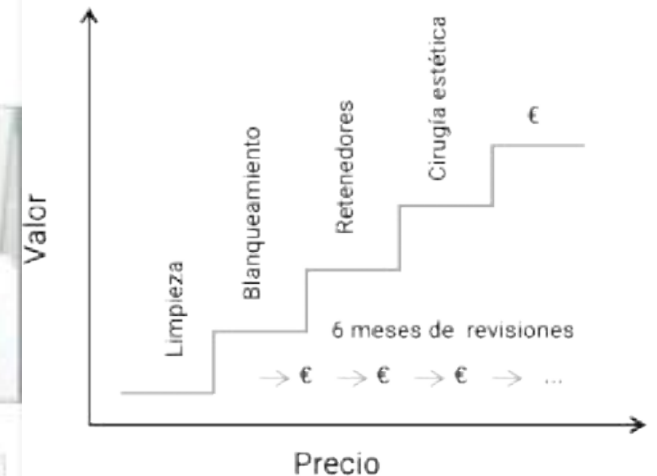 Valor
Limpieza
Blanqueamiento
Retenedores
Cirugía estética
€
6 meses de revisiones
→ € → € → € → ...
Precio